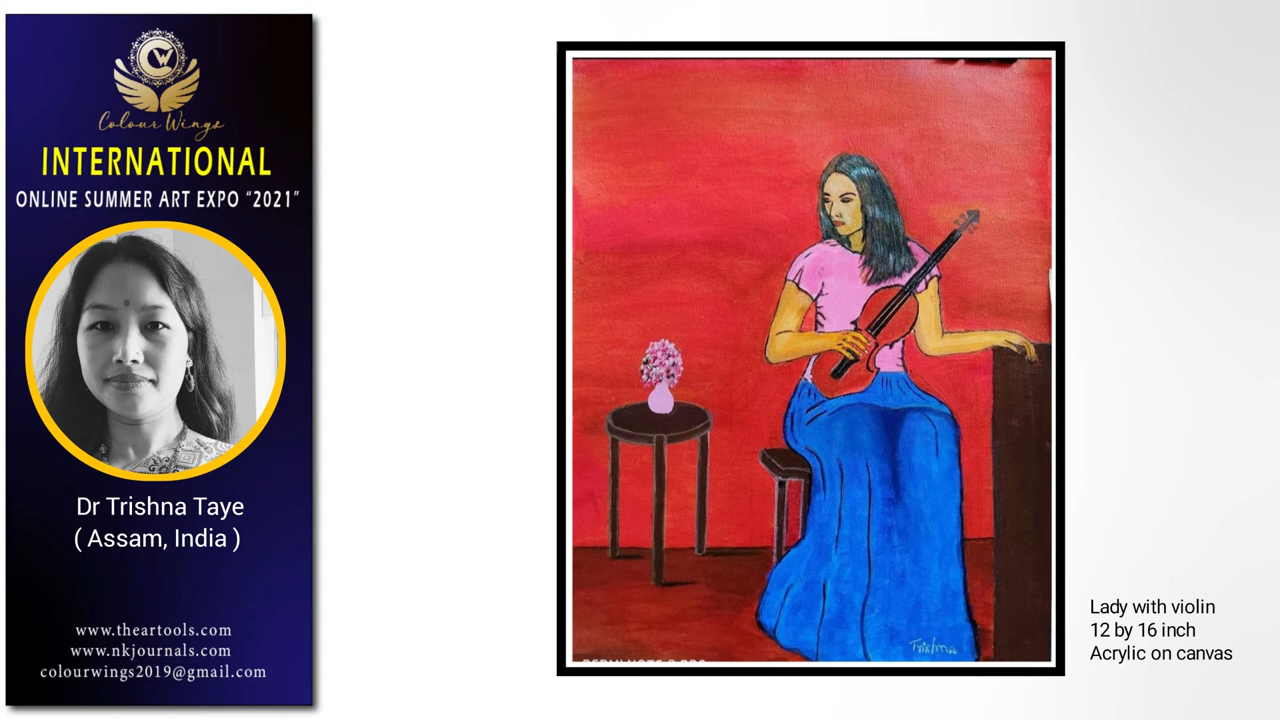 CW
Colour Wings
INTERNATIONAL
ONLINE SUMMER ART EXPO “2021”
Dr Trishna Taye
( Assam, India )
www.theartools.com
www.nkjournals.com
colourwings2019@gmail.com
Trishna
Lady with violin
12 by 16 inch
Acrylic on canvas